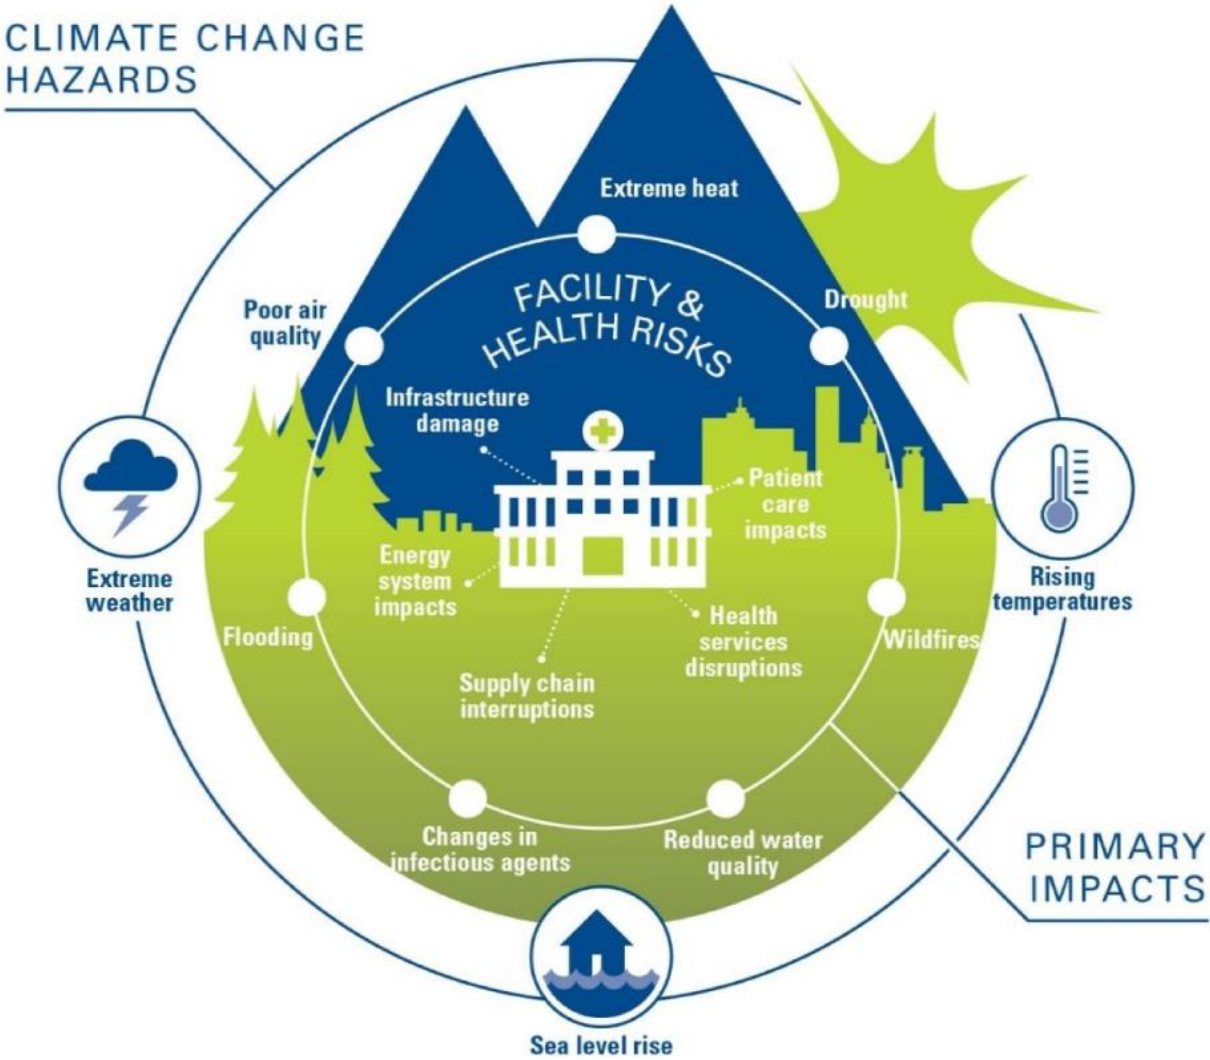 CLIMATE CHANGE
HAZARDS
Extreme heat
FACILITY &
HEALTH RISKS
Drought
Poor air
quality
Infrastructure
damage
Patient
care
impacts
Energy
system
impacts
Extreme
weather
Rising
temperatures
Flooding
Health
services
disruptions
Wildfires
Supply chain
interruptions
Changes in
infectious agents
Reduced water
quality
PRIMARY
IMPACTS
Sea level rise